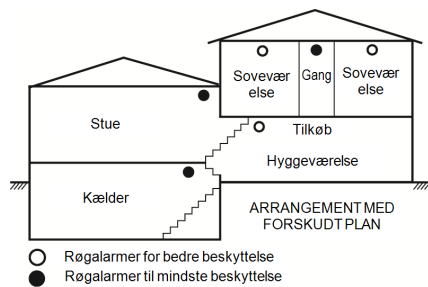 Sovevær
else
Gang
Sovevær
else
Stue
Tilkøb
Hyggeværelse
Kælder
ARRANGEMENT MED
FORSKUDT PLAN
Røgalarmer for bedre beskyttelse
Røgalarmer til mindste beskyttelse